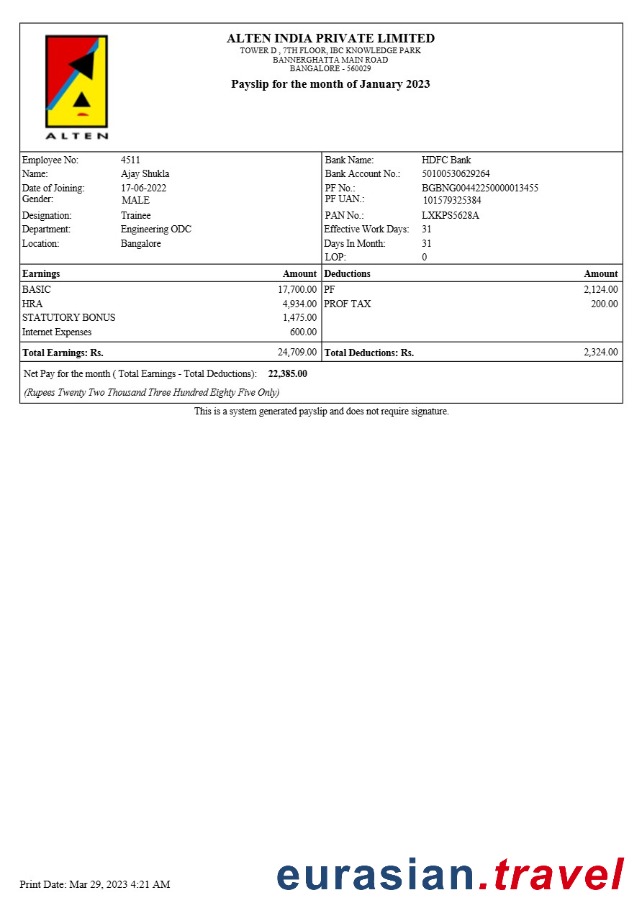 ALTEN INDIA PRIVATE LIMITED
TOWER D , 7TH FLOOR, IBC KNOWLEDGE PARK
BANNERGHATTA MAIN ROAD
BANGALORE - 560029
Payslip for the month of January 2023
ALTEN
Employee No: 4511 Bank Name: HDFC Bank
Name: Ajay Shukla Bank Account No.: 50100530629264
Date of Joining: 17-06-2022 PF No.: BGBNG00442250000013455
Gender: MALE PF UAN.: 101579325384
Designation: Trainee PAN No.: LXKPS5628A
Department: Engineering ODC Effective Work Days: 31
Location: Bangalore Days In Month: 31
LOP: 0
Earnings Amount Deductions Amount
BASIC 17,700.00 PF 2,124.00
HRA 4,934.00 PROF TAX 200.00
STATUTORY BONUS 1,475.00
Internet Expenses 600.00
Total Earnings: Rs. 24,709.00 Total Deductions: Rs. 2,324.00
Net Pay for the month ( Total Earnings - Total Deductions): 22,385.00
(Rupees Twenty Two Thousand Three Hundred Eighty Five Only)
This is a system generated payslip and does not require signature.
Print Date: Mar 29, 2023 4:21 AM
eurasian.travel